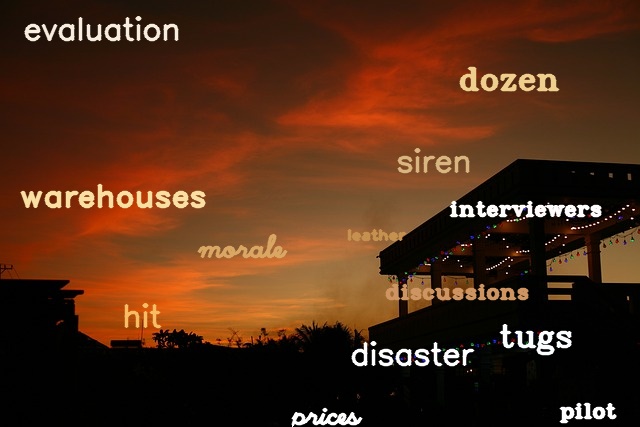 evaluation
dozen
siren
warehouses
interviewers
leather
morale
discussions
hit
tugs
disaster
pilot
prices